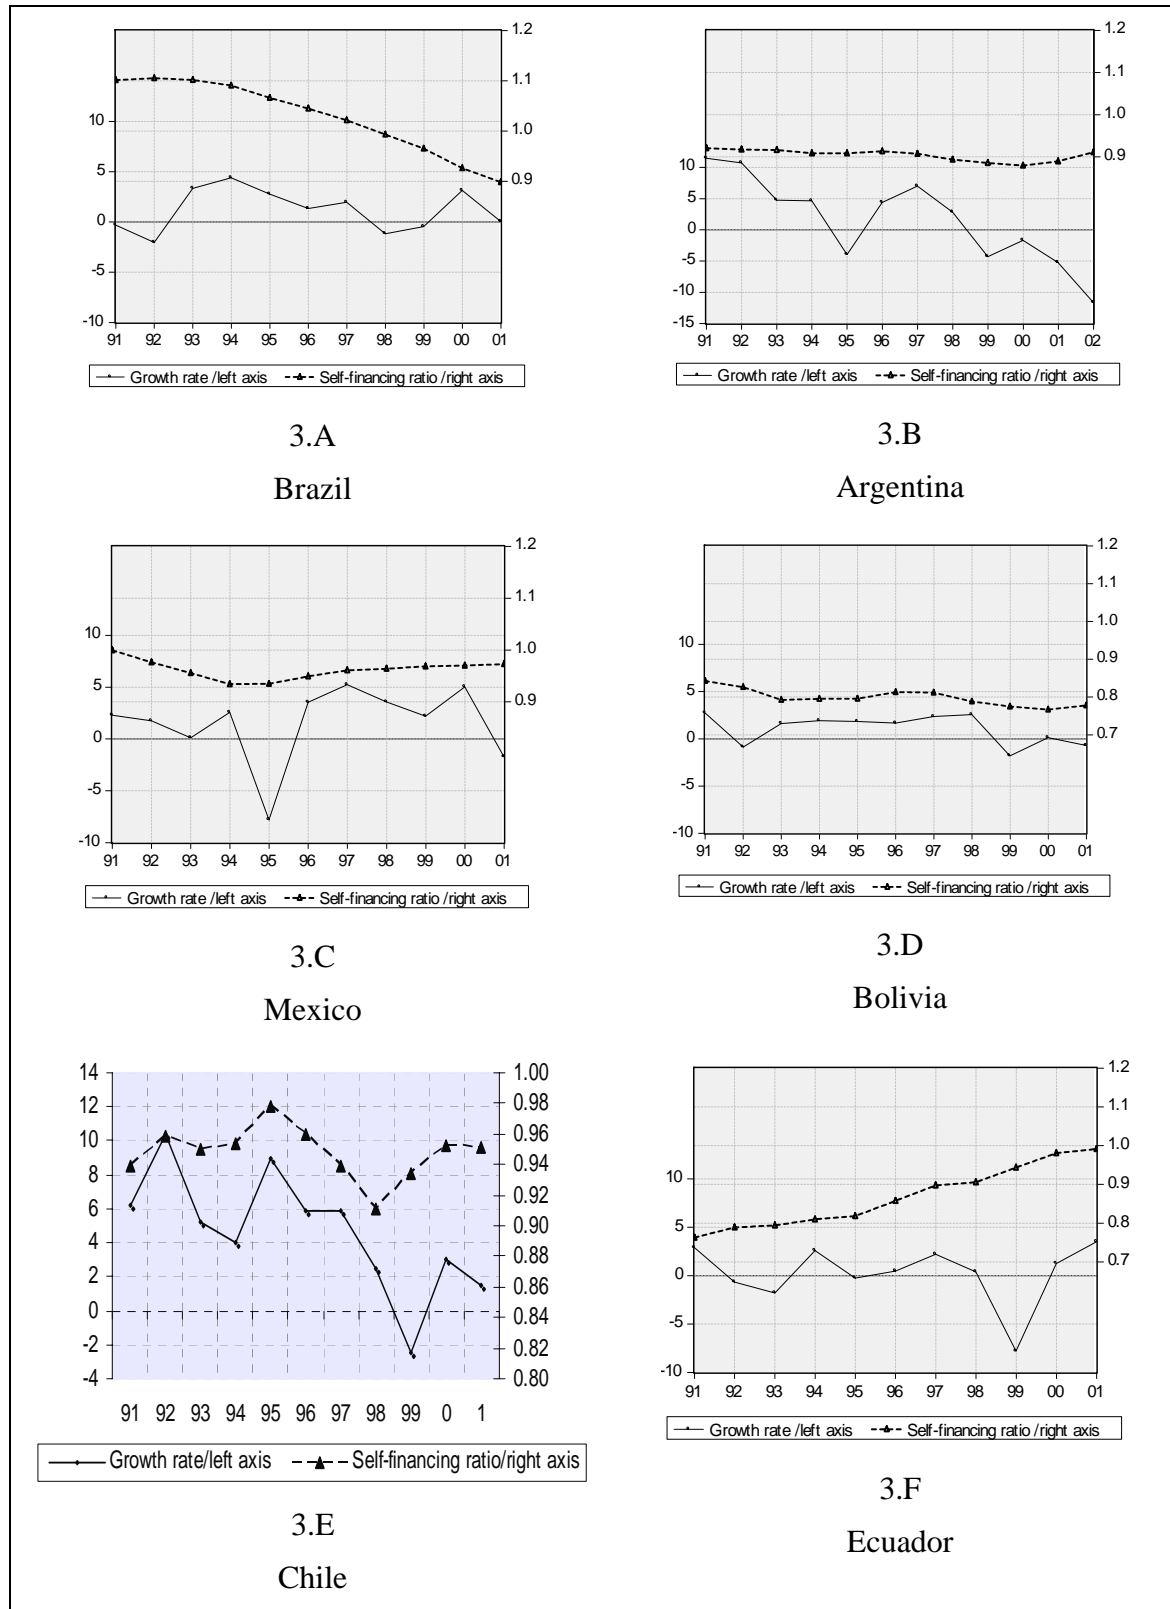 1.2
1.1
1.0
0.9
10
5
0
-5
-10
91 92 93 94 95 96 97 98 99 00 01
Growth rate /left axis Self-financing ratio /right axis
3.A
Brazil
1.2
1.1
1.0
0.9
10
5
0
-5
-10
-15
91 92 93 94 95 96 97 98 99 00 01 02
Growth rate /left axis Self-financing ratio /right axis
3.B
Argentina
1.2
1.1
1.0
0.9
10
5
0
-5
-10
91 92 93 94 95 96 97 98 99 00 01
Growth rate /left axis Self-financing ratio /right axis
3.C
Mexico
1.2
1.1
1.0
0.9
0.8
0.7
10
5
0
-5
-10
91 92 93 94 95 96 97 98 99 00 01
Growth rate /left axis Self-financing ratio /right axis
3.D
Bolivia
14
12
10
8
6
4
2
0
-2
-4
1.00
0.98
0.96
0.94
0.92
0.90
0.88
0.86
0.84
0.82
0.80
91 92 93 94 95 96 97 98 99 0 1
Growth rate/left axis Self-financing ratio/right axis
3.E
Chile
1.2
1.1
1.0
0.9
0.8
0.7
10
5
0
-5
-10
91 92 93 94 95 96 97 98 99 00 01
Growth rate /left axis Self-financing ratio /right axis
3.F
Ecuador